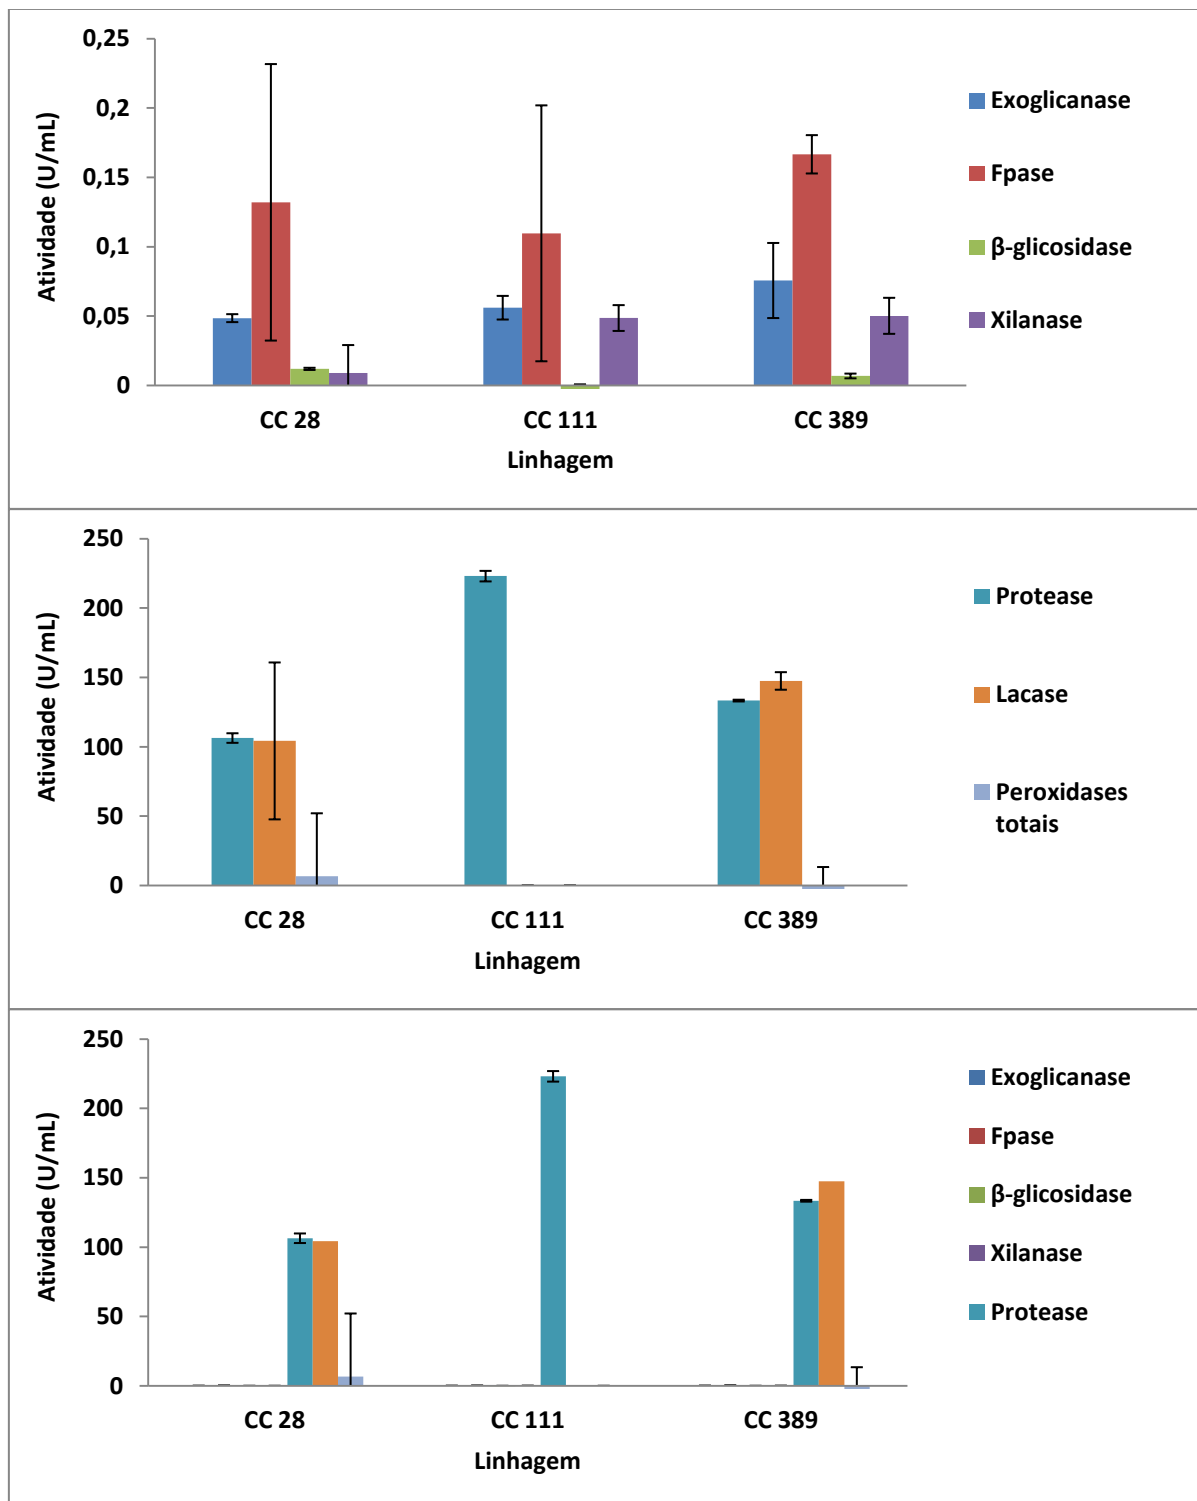 0,25
0,2
0,15
0,1
0,05
0
Atividade (U/mL)
CC 28
CC 111
CC 389
Linhagem
Exoglicanase
Fpase
β-glicosidase
Xilanase
250
200
150
100
50
0
Atividade (U/mL)
CC 28
CC 111
CC 389
Linhagem
Protease
Lacase
Peroxidases
totais
250
200
150
100
50
0
Atividade (U/mL)
CC 28
CC 111
CC 389
Linhagem
Exoglicanase
Fpase
β-glicosidase
Xilanase
Protease